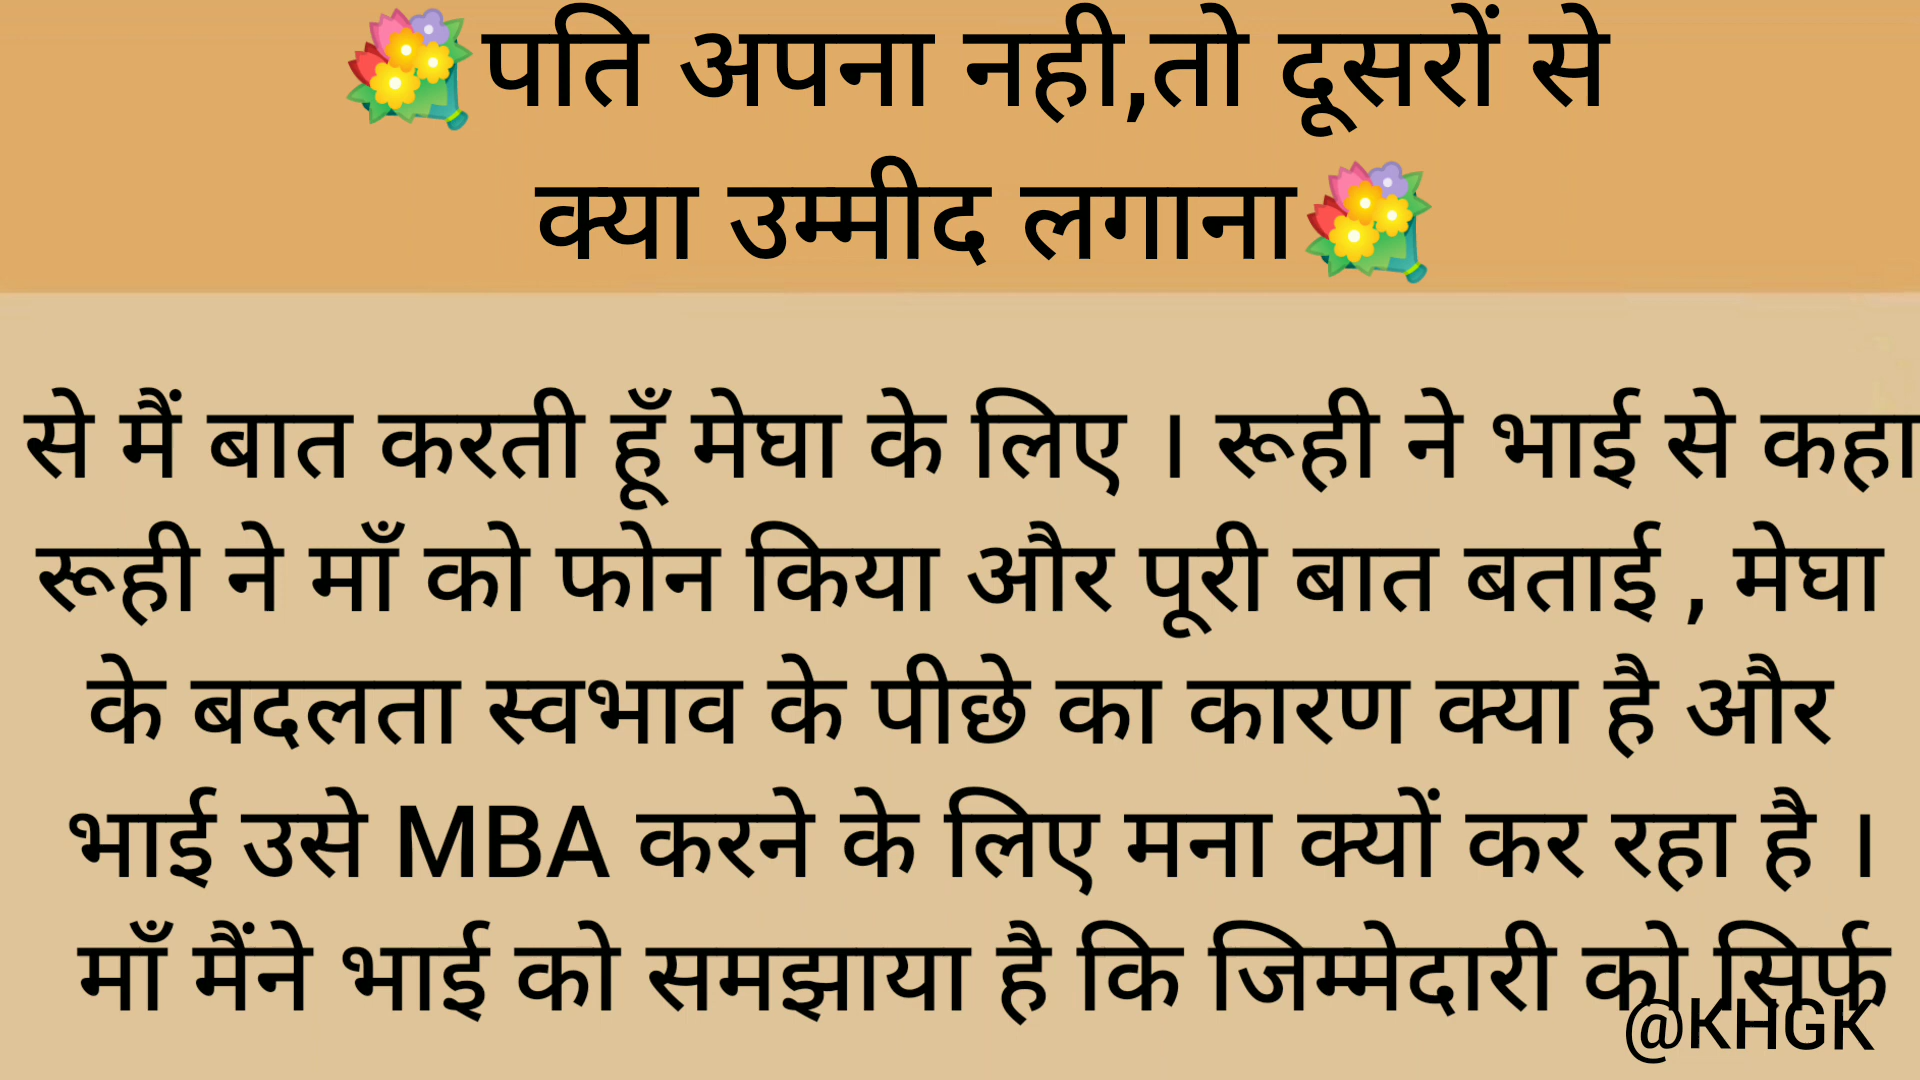 💐पति अपना नही,तो दूसरों से
क्या उम्मीद लगाना💐
से मैं बात करती हूँ मेघा के लिए । रूही ने भाई से कहा
रूही ने माँ को फोन किया और पूरी बात बताई , मेघा
के बदलता स्वभाव के पीछे का कारण क्या है और
भाई उसे MBA करने के लिए मना क्यों कर रहा है ।
माँ मैंने भाई को समझाया है कि जिम्मेदारी को सिर्फ
@KHGK